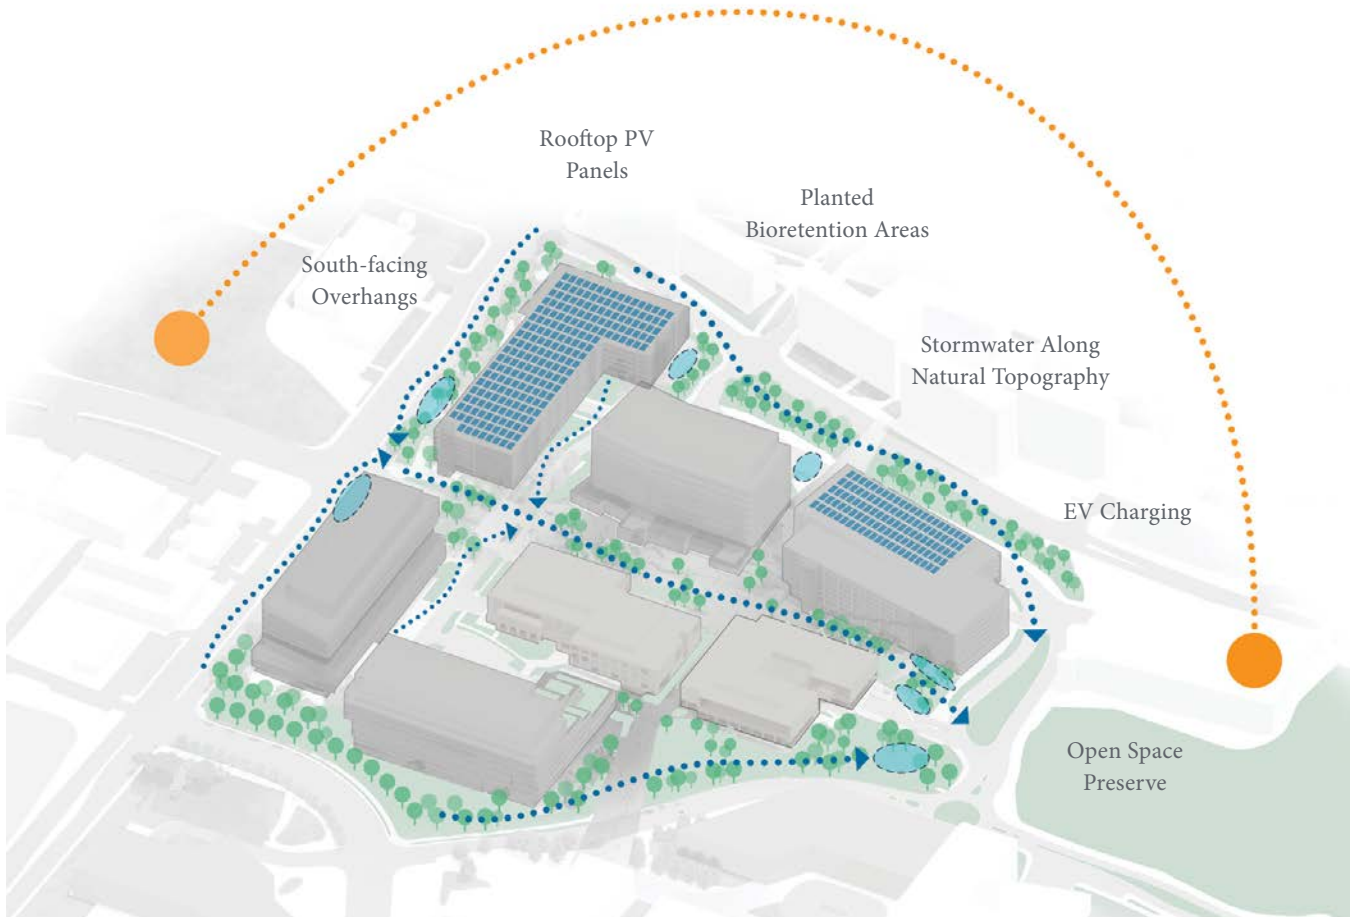 Rooftop PV
Panels
Planted
Bioretention Areas
South-facing
Overhangs
Stormwater Along
Natural Topography
EV Charging
Open Space
Preserve